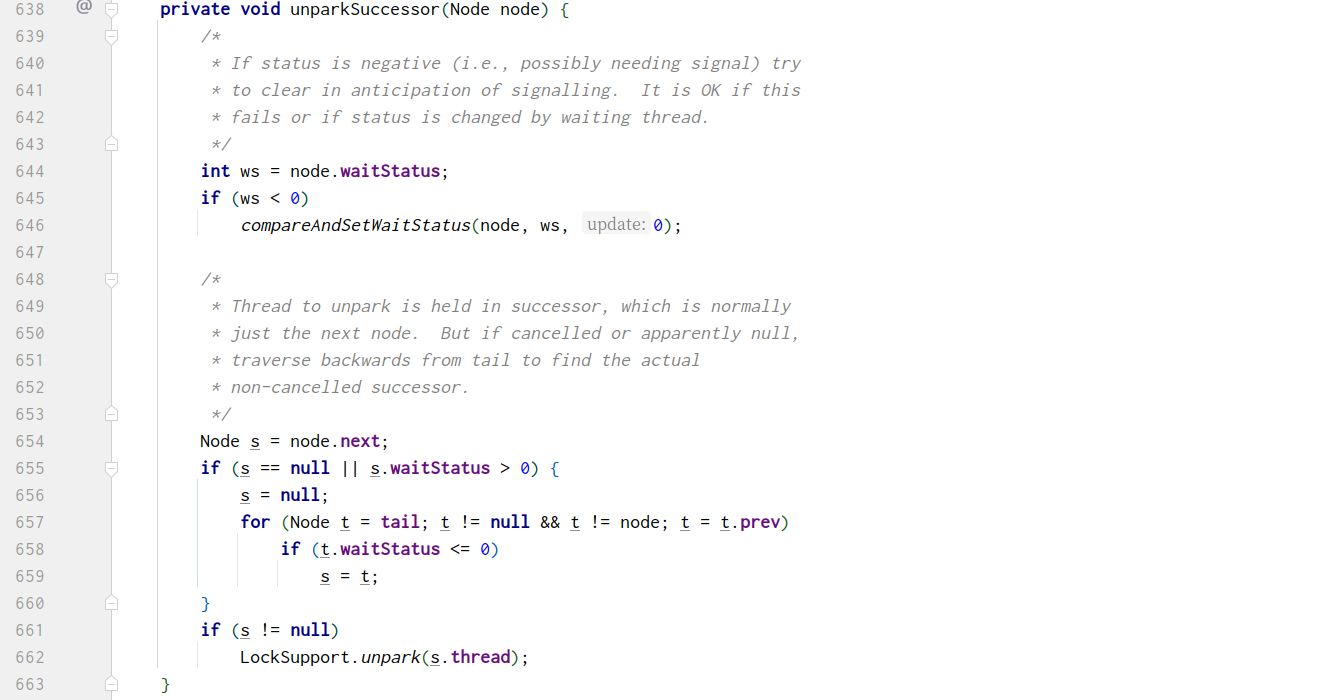 638 @ private void unparkSuccessor(Node node) {
639 /*
640 * If status is negative (i.e., possibly needing signal) try
641 * to clear in anticipation of signalling.  It is OK if this
642 * fails or if status is changed by waiting thread.
643 */
644 int ws = node.waitStatus;
645 if (ws < 0)
646 compareAndSetWaitStatus(node, ws, update: 0);
647
648 /*
649 * Thread to unpark is held in successor, which is normally
650 * just the next node.  But if cancelled or apparently null,
651 * traverse backwards from tail to find the actual
652 * non-cancelled successor.
653 */
654 Node s = node.next;
655 if (s == null || s.waitStatus > 0) {
656 s = null;
657 for (Node t = tail; t != null && t != node; t = t.prev)
658 if (t.waitStatus <= 0)
659 s = t;
660 }
661 if (s != null)
662 LockSupport.unpark(s.thread);
663 }